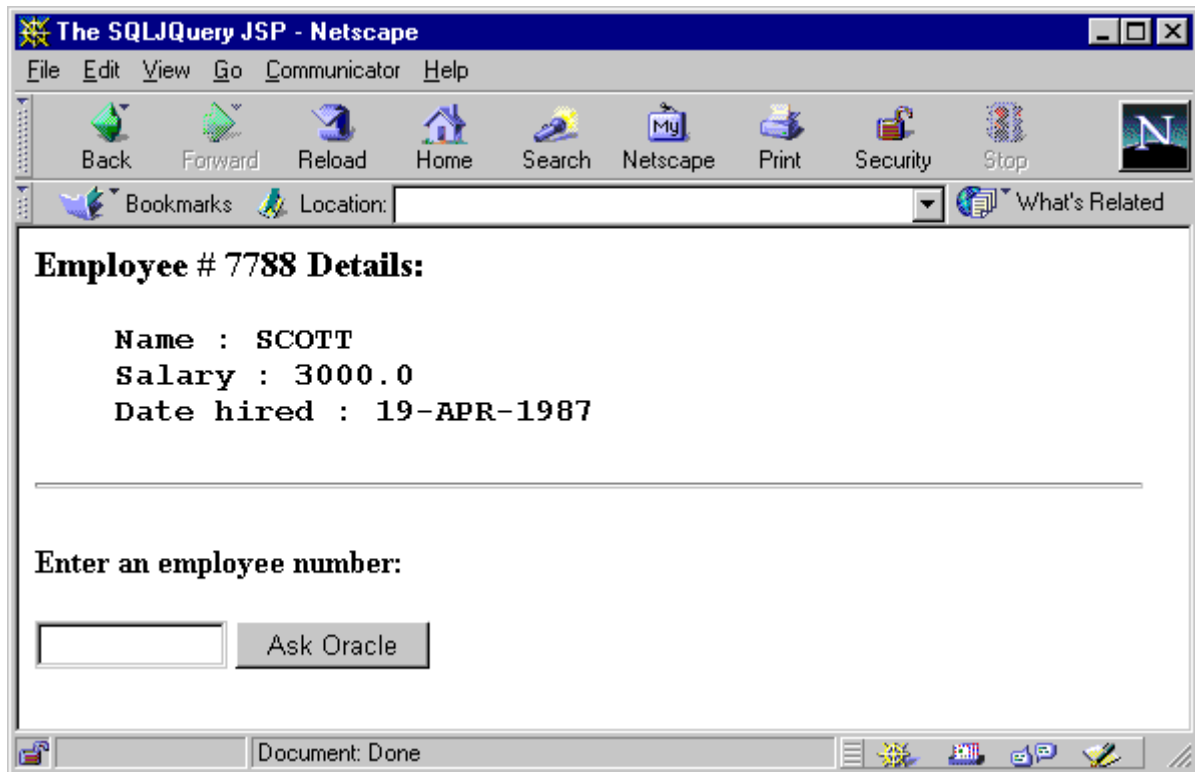 The SQLJQuery JSP - Netscape
File Edit View Go Communicator Help
Back Forward Reload Home Search Netscape Print Security Stop
My
N
Bookmarks Location: What's Related
Employee # 7788 Details:
Name : SCOTT
Salary : 3000.0
Date hired : 19-APR-1987
Enter an employee number:
Ask Oracle
Document: Done